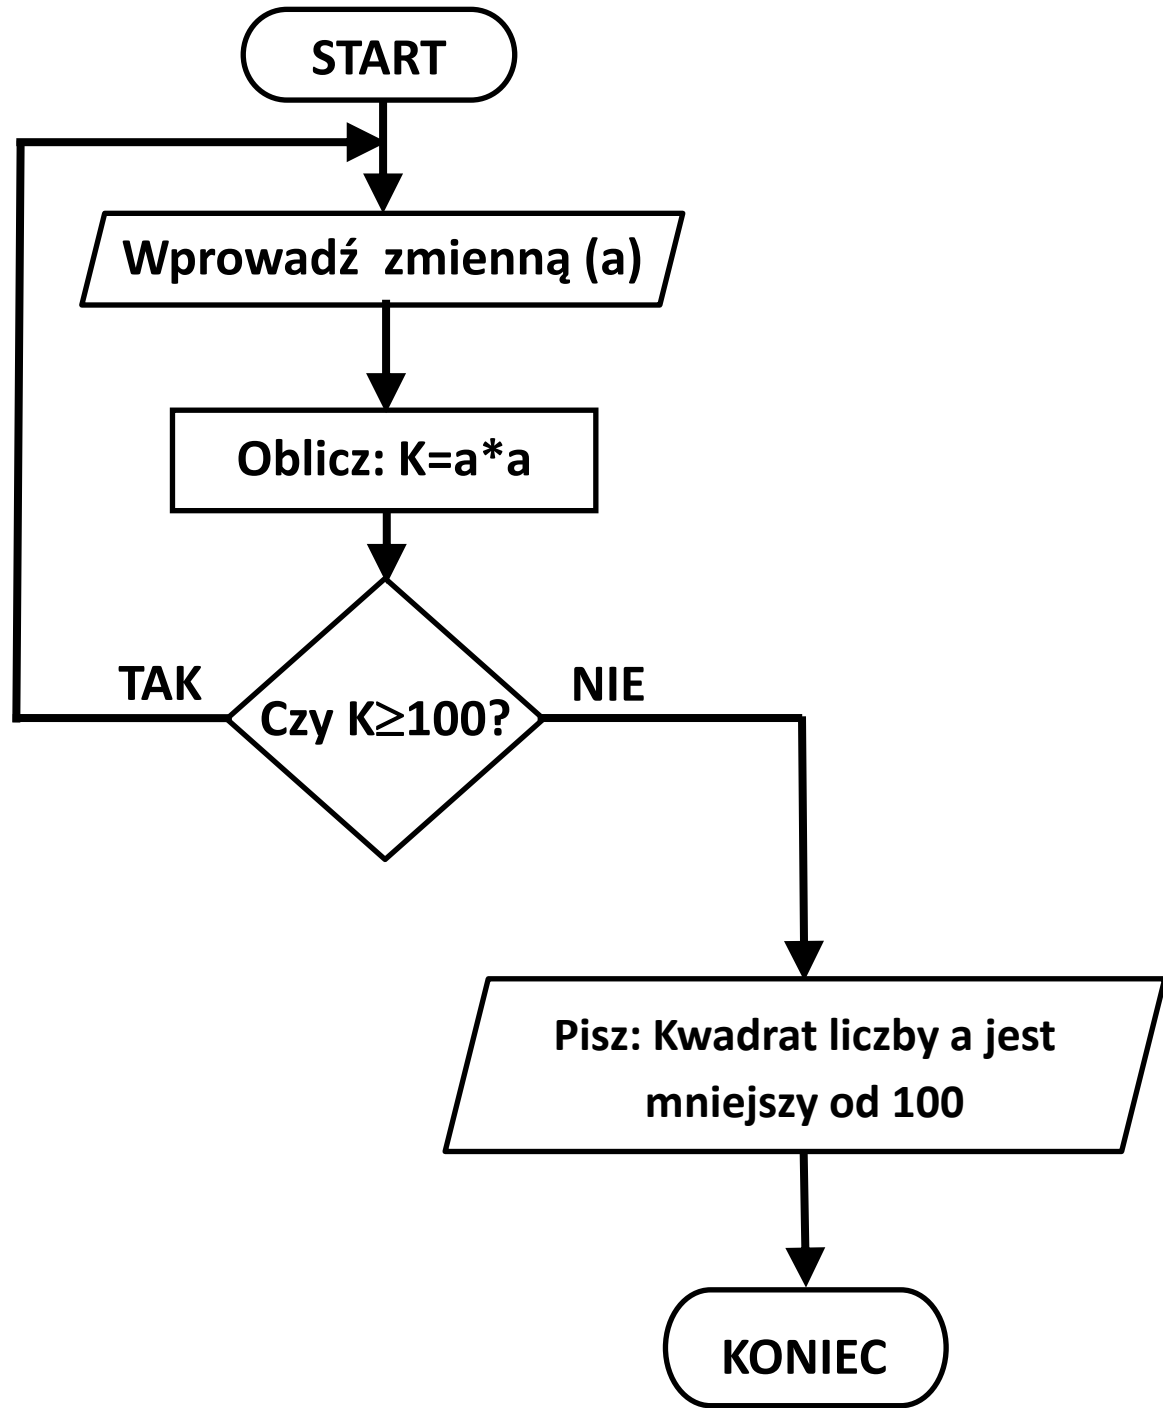 START
Wprowadź zmienną (a)
Oblicz: K=a*a
TAK
NIE
Czy K≥100?
Pisz: Kwadrat liczby a jest
mniejszy od 100
KONIEC